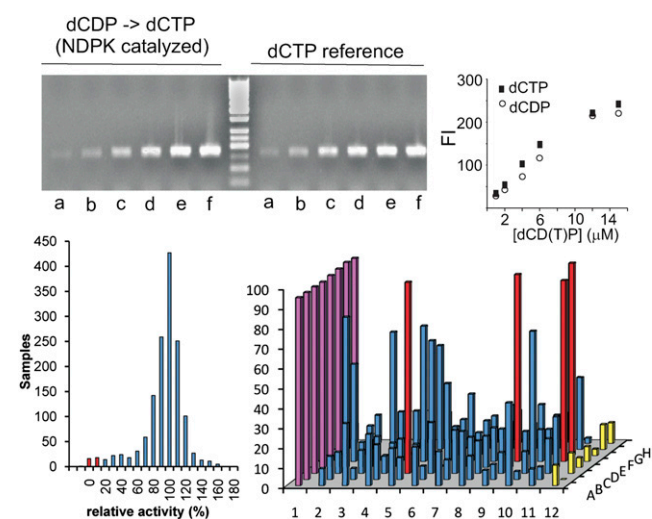 dCDP -> dCTP
(NDPK catalyzed)
dCTP reference
a b c d e f
a b c d e f
300
200
100
FI
dCTP
dCDP
2 6 10 14
[dCD(T)P] (µM)
450
400
350
300
250
200
150
100
50
0
Samples
0 20 40 60 80 100 120 140 160 180
relative activity (%)
100
90
80
70
60
50
40
30
20
10
0
1 2 3 4 5 6 7 8 9 10 11 12
A B C D E F G H